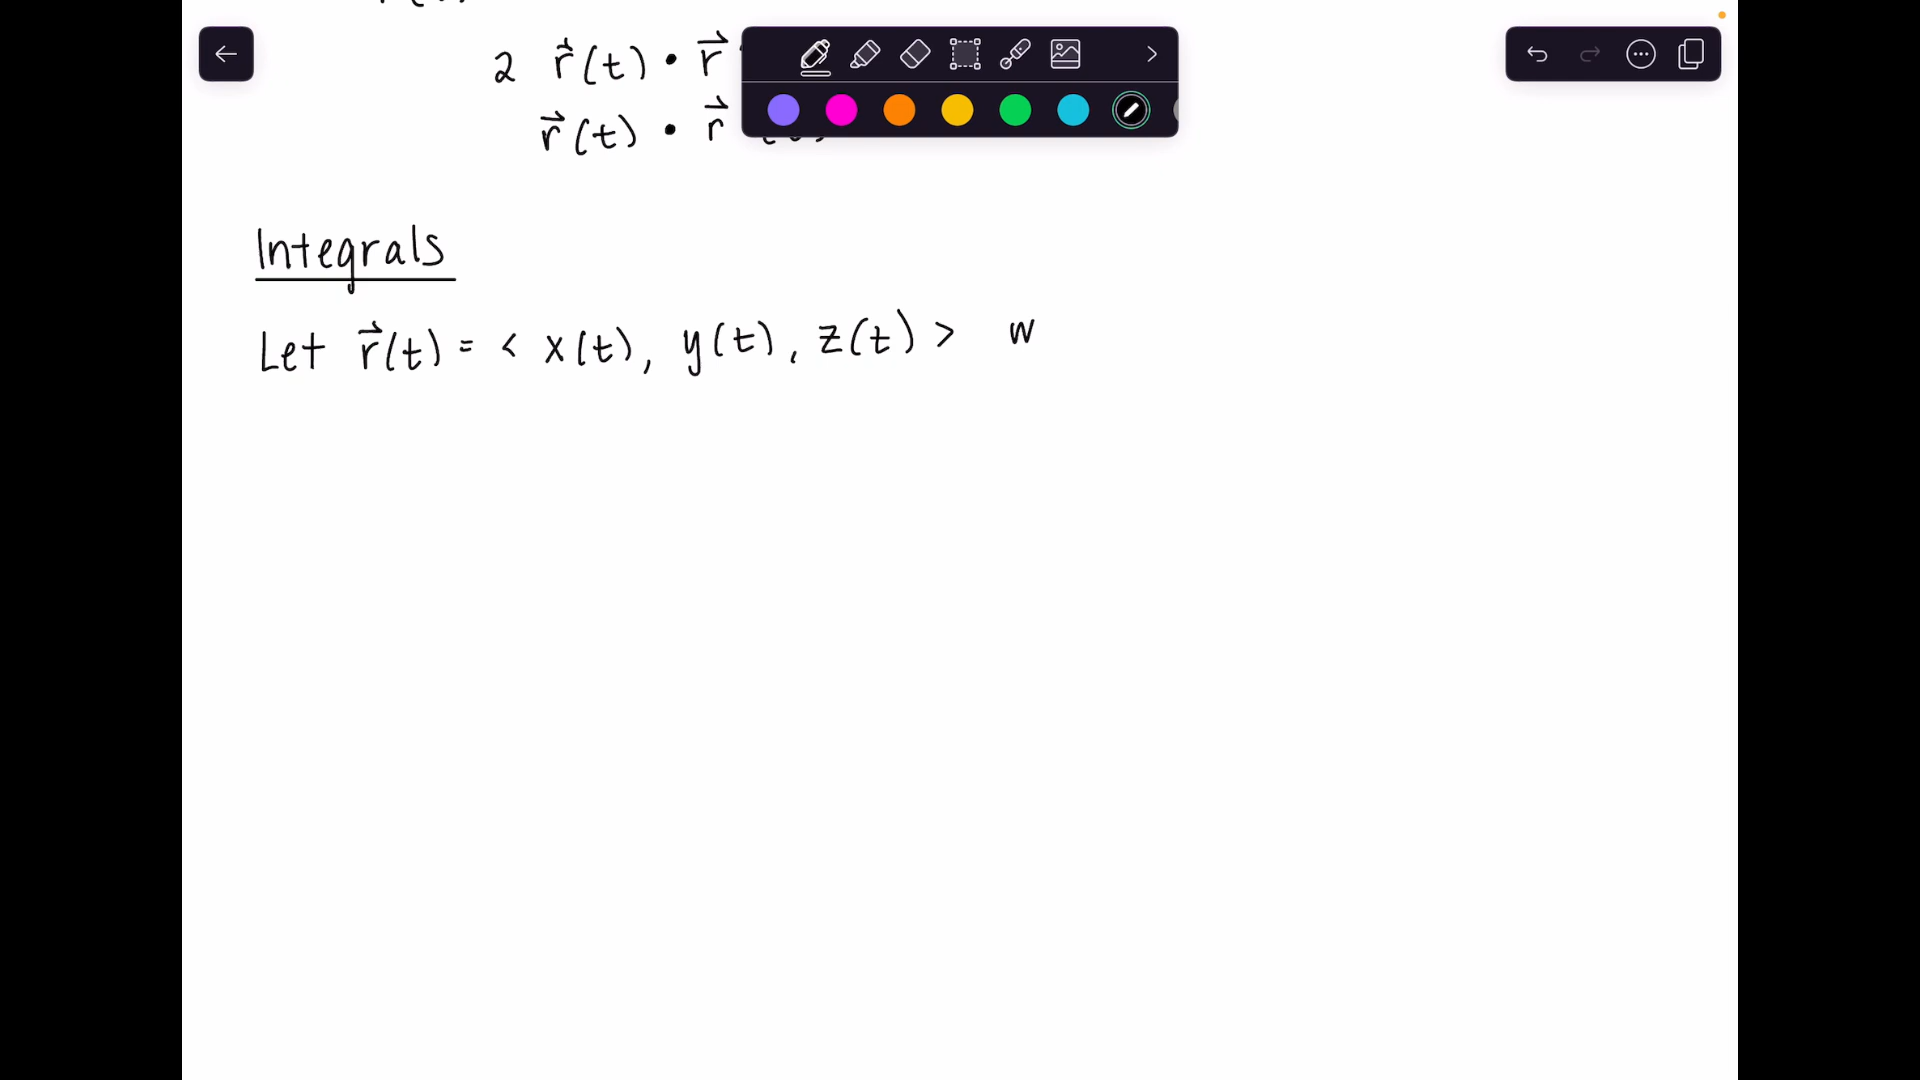 2 r⃗(t) • r⃗
r⃗(t) • r⃗
Integrals
Let r⃗(t) = < x(t), y(t), z(t) > w